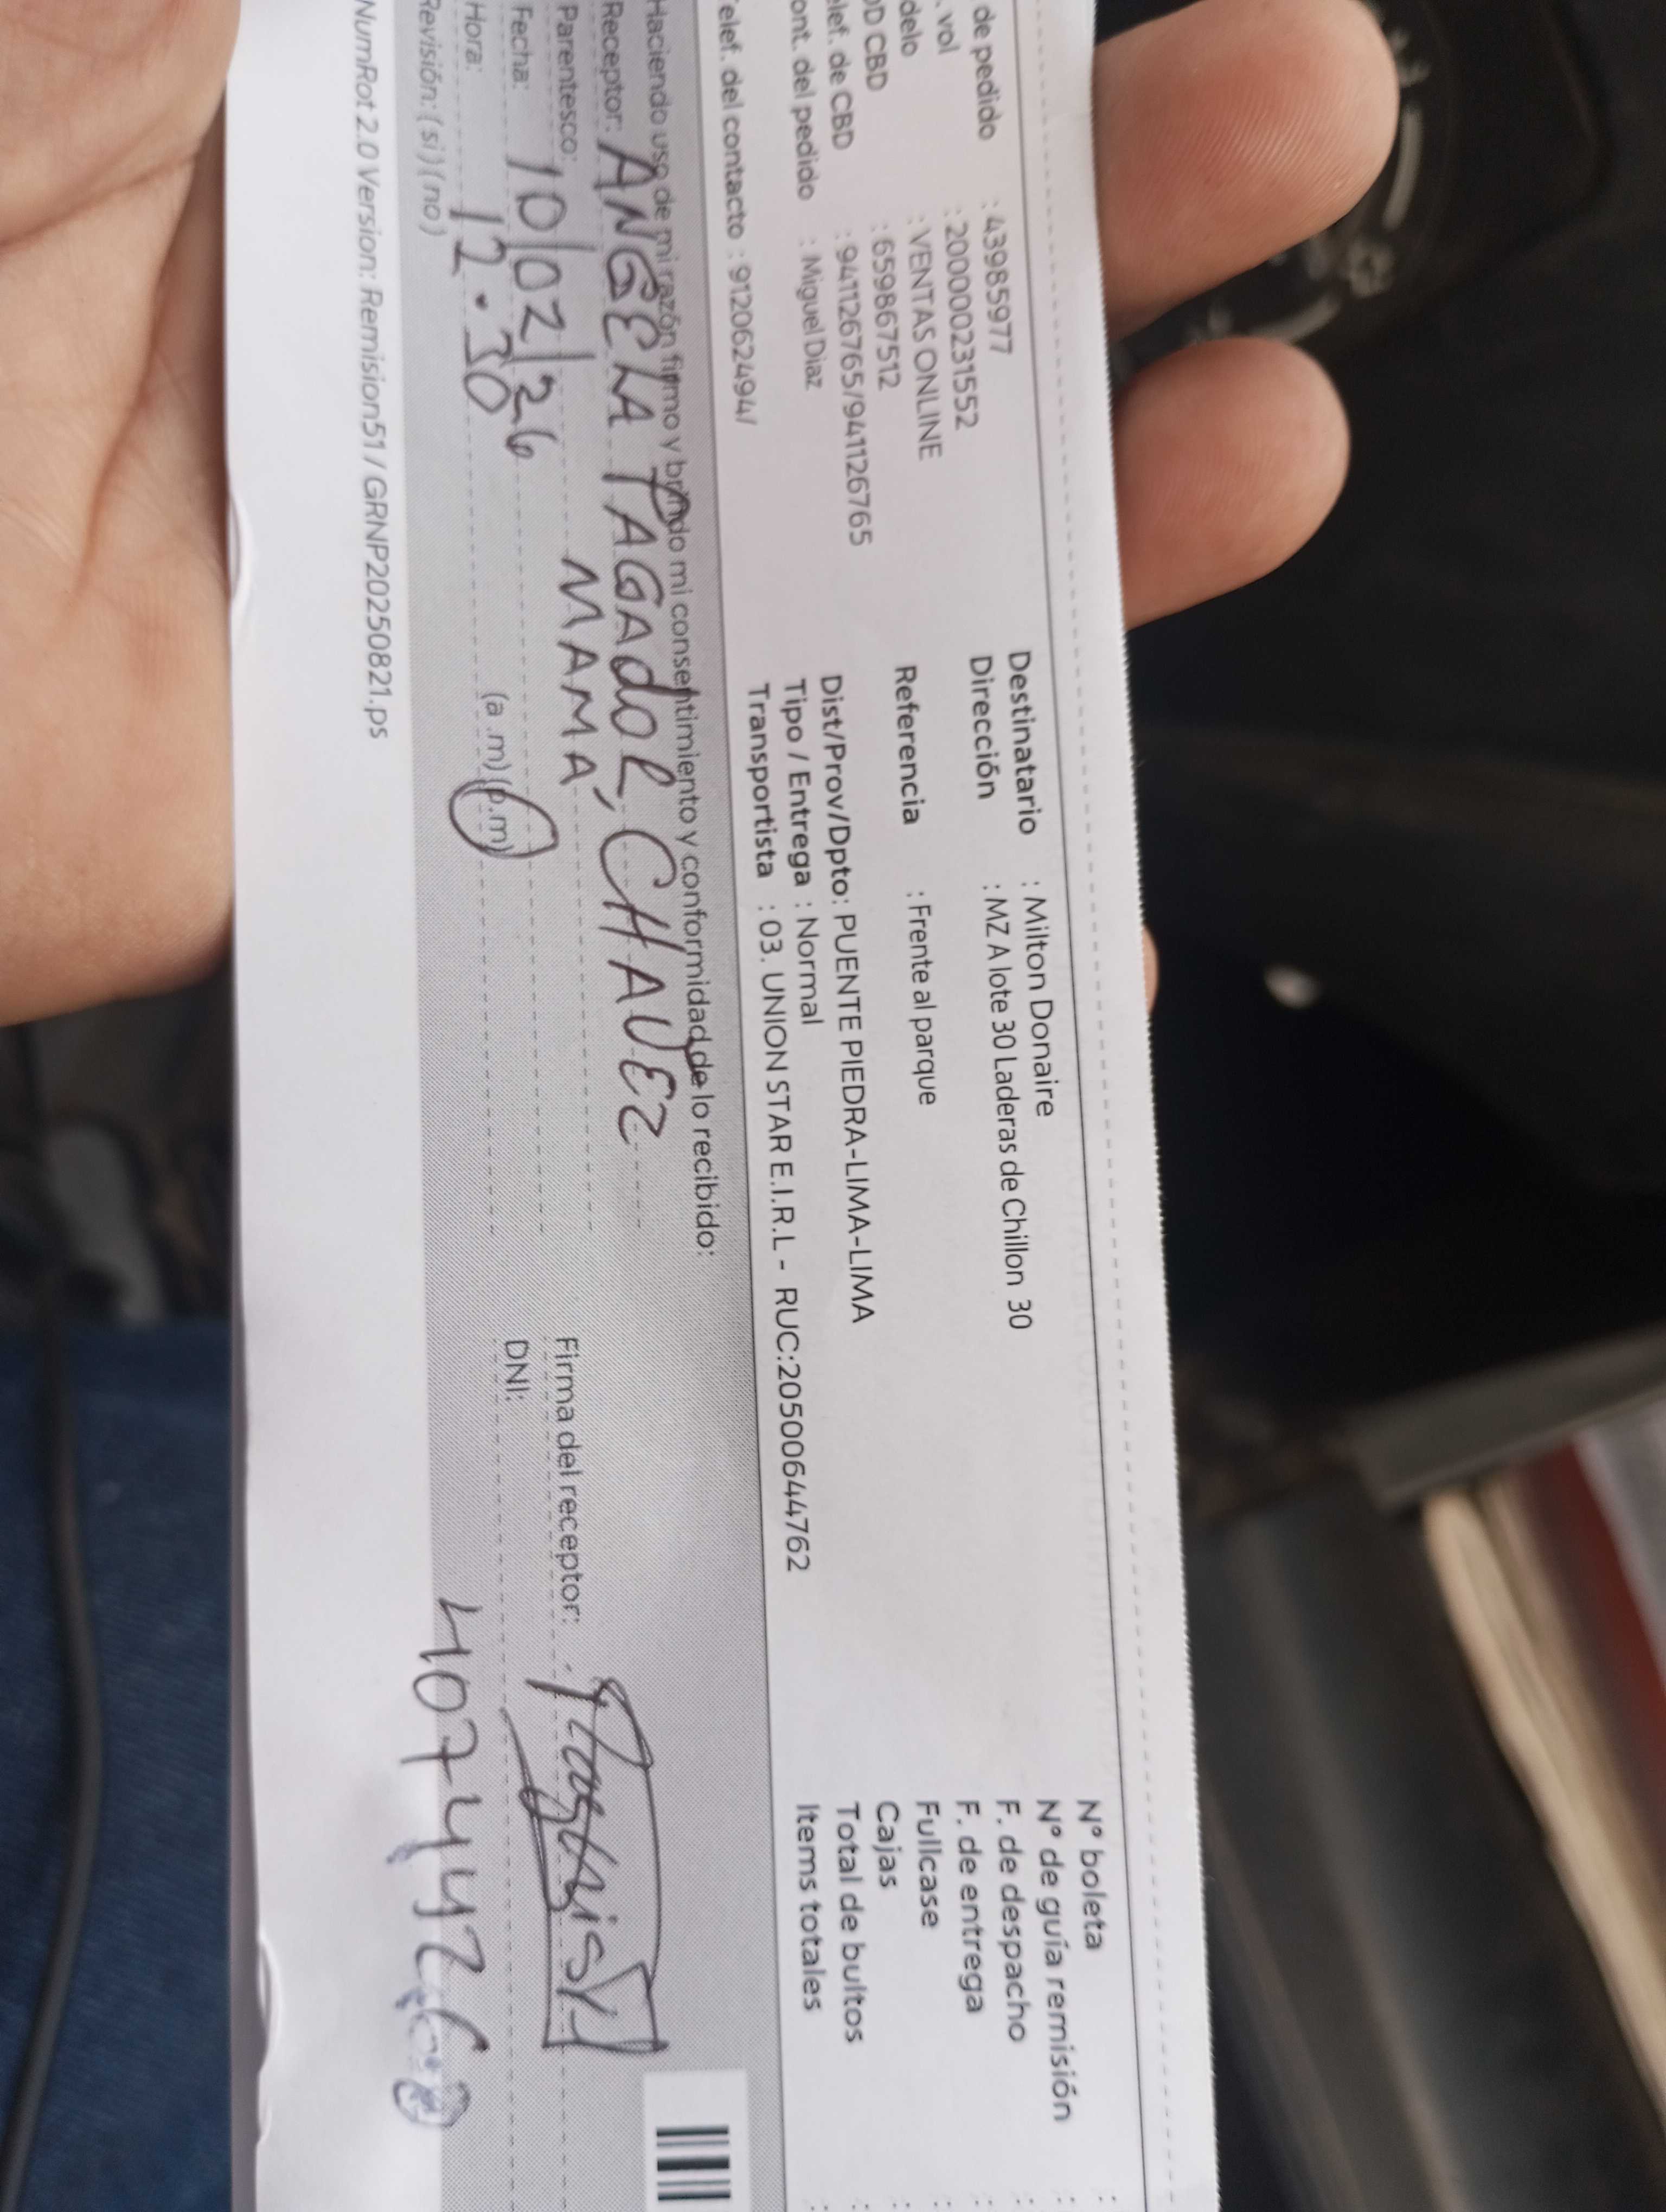 de pedido : 43985977
. vol : 2000023​1552
delo : VENTAS ONLINE
OD CBD : 659867512
elef. de CBD : 941126765/941126765
ont. del pedido : Miguel Diaz
elef. del contacto : 912062494/
Destinatario : Milton Donaire
Dirección : MZ A lote 30 Laderas de Chillon 30
Referencia : Frente al parque
Dist/Prov/Dpto: PUENTE PIEDRA-LIMA-LIMA
Tipo / Entrega : Normal
Transportista : 03. UNION STAR E.I.R.L - RUC:20500644762
N° boleta :
N° de guía remisión :
F. de despacho :
F. de entrega :
Fullcase :
Cajas :
Total de bultos :
Items totales :
Haciendo uso de mi razón firmo y brindo mi consentimiento y conformidad de lo recibido:
Receptor: ANGELA PAGADOR, CHAVEZ
Parentesco: MAMA
Fecha: 10/02/26
Hora: 12.30 (a .m) (p.m)
Revisión: ( si ) ( no )
Firma del receptor:
DNI:
NumRot 2.0 Version: Remision51 / GRNP20250821.ps